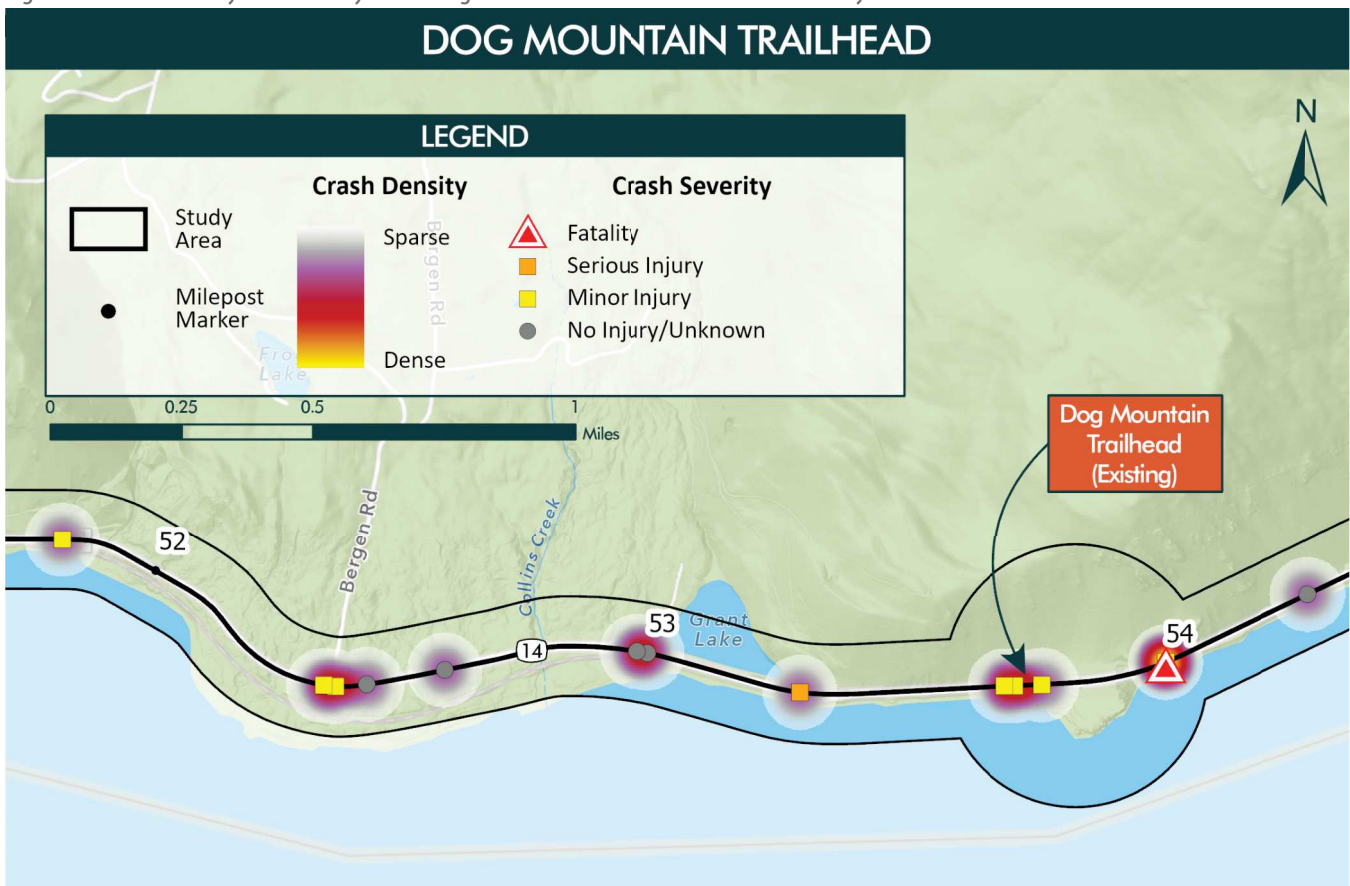 DOG MOUNTAIN TRAILHEAD
N
LEGEND
Crash Density
Crash Severity
Study
Area
Milepost
Marker
Sparse
Dense
Fatality
Serious Injury
Minor Injury
No Injury/Unknown
Bergen Rd
Lake
0
0.25
0.5
1
Miles
Dog Mountain
Trailhead
(Existing)
52
Bergen Rd
Collins Creek
14
53
Grant
Lake
54